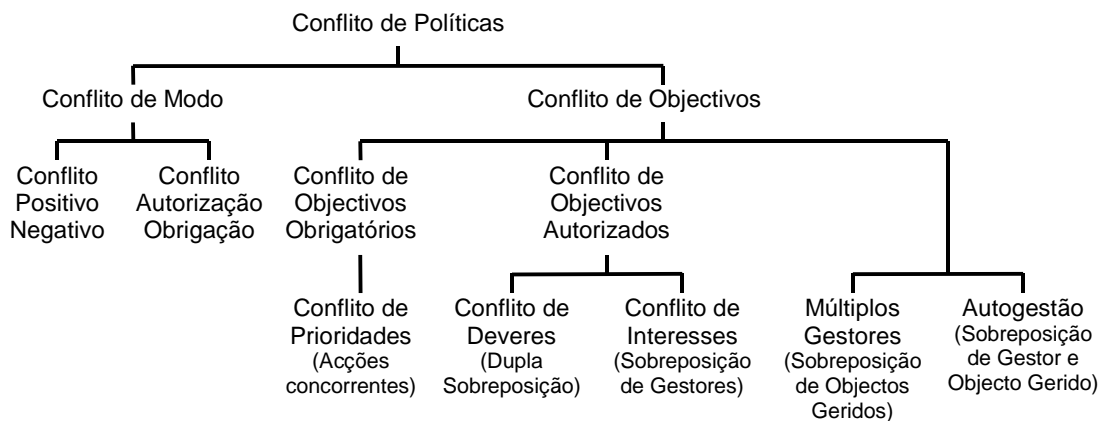 Conflito de Políticas
Conflito de Modo
Conflito de Objectivos
Conflito
Positivo
Negativo
Conflito
Autorização
Obrigação
Conflito de
Objectivos
Obrigatórios
Conflito de
Objectivos
Autorizados
Conflito de
Prioridades
(Acções
concorrentes)
Conflito de
Deveres
(Dupla
Sobreposição)
Conflito de
Interesses
(Sobreposição
de Gestores)
Múltiplos
Gestores
(Sobreposição
de Objectos
Geridos)
Autogestão
(Sobreposição
de Gestor e
Objecto Gerido)